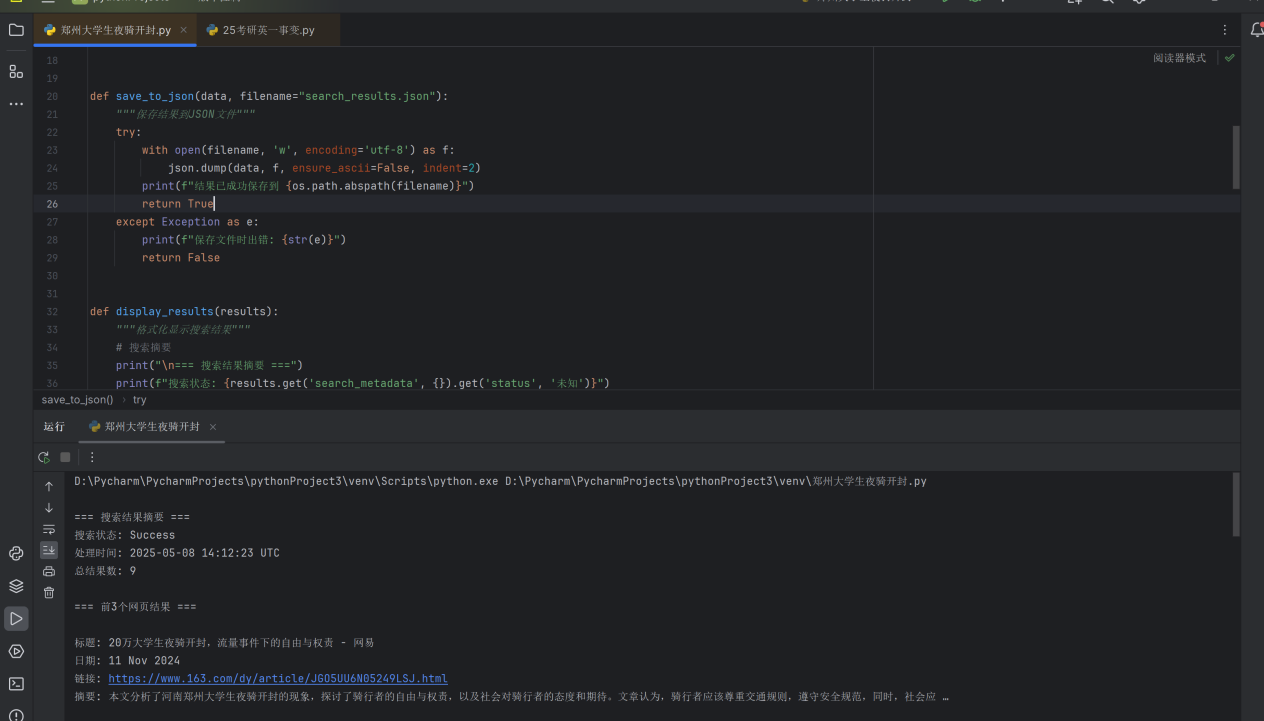 郑州大学生夜骑开封.py
25考研英一事变.py
阅读器模式
18
19
20 def save_to_json(data, filename="search_results.json"):
21 """保存结果到JSON文件"""
22 try:
23 with open(filename, 'w', encoding='utf-8') as f:
24 json.dump(data, f, ensure_ascii=False, indent=2)
25 print(f"结果已成功保存到 {os.path.abspath(filename)}")
26 return True
27 except Exception as e:
28 print(f"保存文件时出错: {str(e)}")
29 return False
30
31
32 def display_results(results):
33 """格式化显示搜索结果"""
34 # 搜索摘要
35 print("\n=== 搜索结果摘要 ===")
36 print(f"搜索状态: {results.get('search_metadata', {}).get('status', '未知')}")
save_to_json() › try
运行 郑州大学生夜骑开封
D:\Pycharm\PycharmProjects\pythonProject3\venv\Scripts\python.exe D:\Pycharm\PycharmProjects\pythonProject3\venv\郑州大学生夜骑开封.py
=== 搜索结果摘要 ===
搜索状态: Success
处理时间: 2025-05-08 14:12:23 UTC
总结果数: 9
=== 前3个网页结果 ===
标题: 20万大学生夜骑开封，流量事件下的自由与权责 - 网易
日期: 11 Nov 2024
链接: https://www.163.com/dy/article/JGO5UU6N05249LSJ.html
摘要: 本文分析了河南郑州大学生夜骑开封的现象，探讨了骑行者的自由与权责，以及社会对骑行者的态度和期待。文章认为，骑行者应该尊重交通规则，遵守安全规范，同时，社会应 …